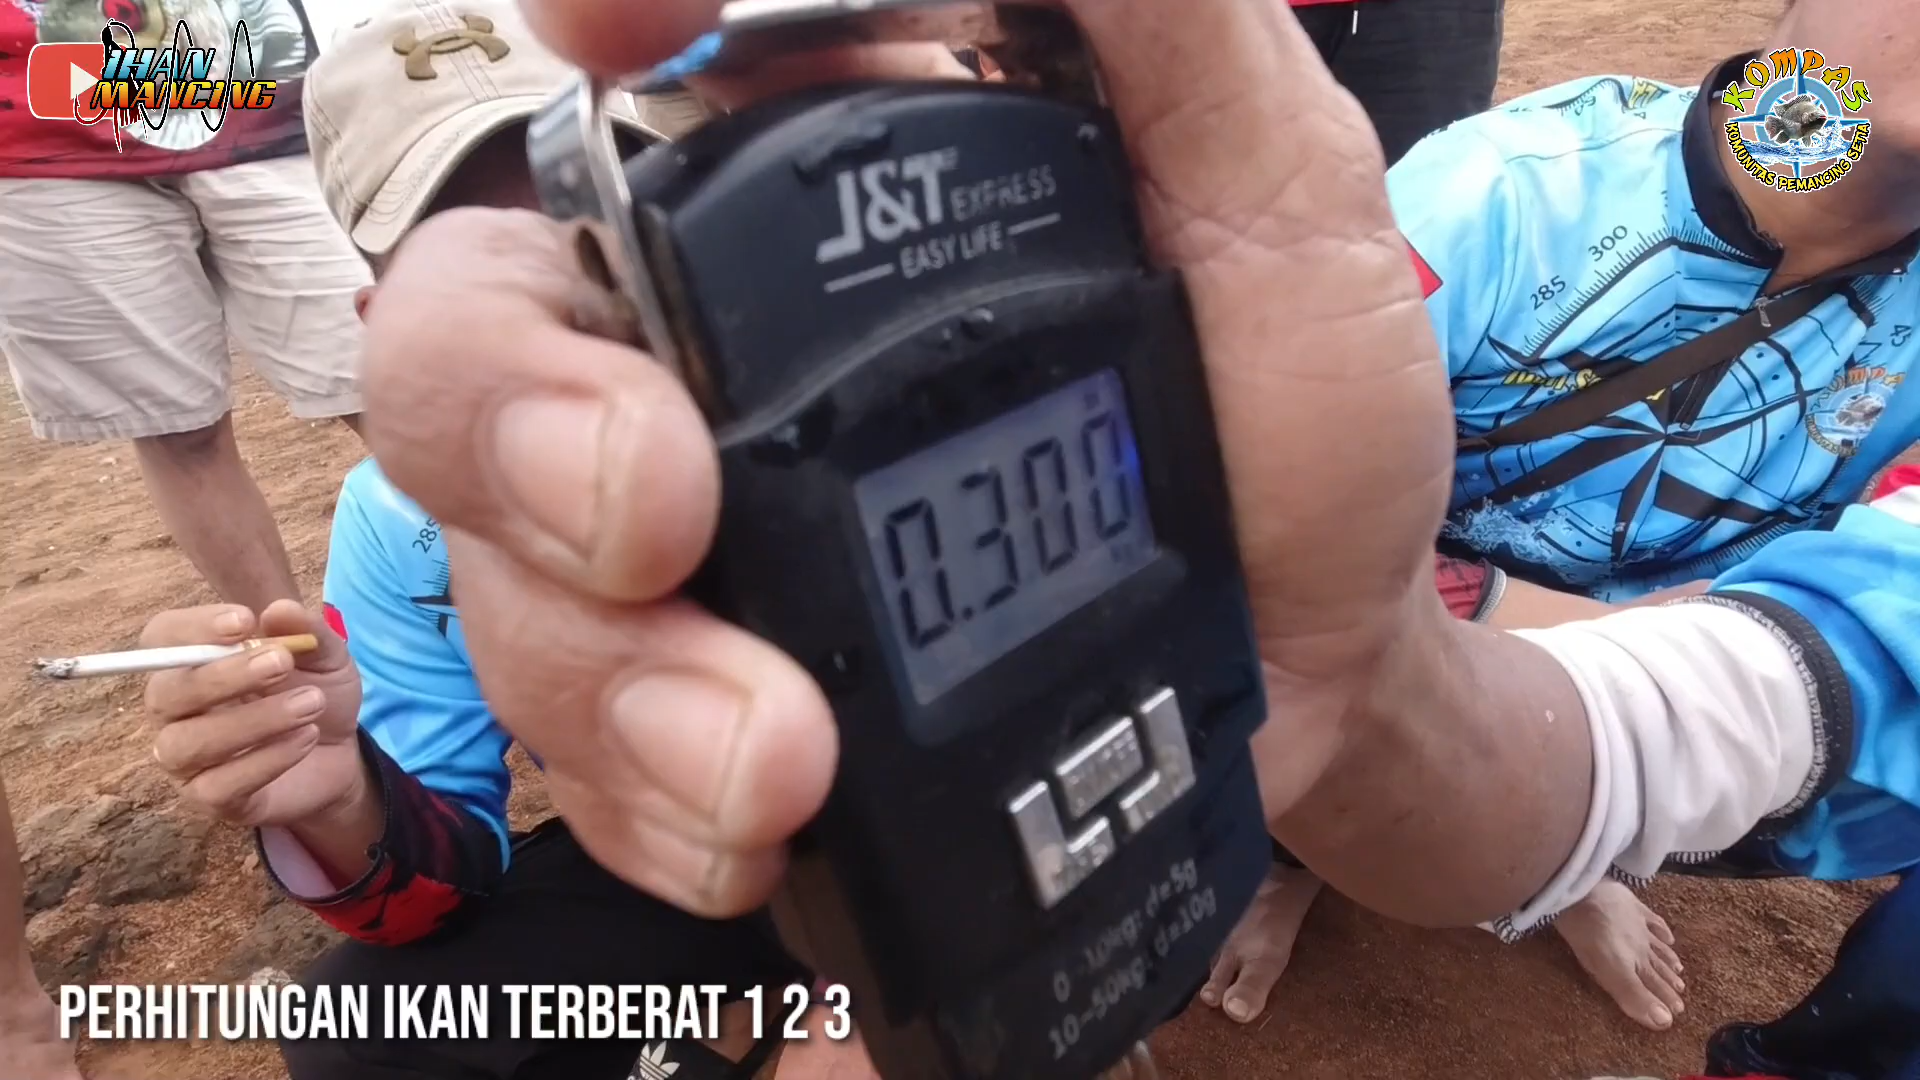 IHAN
MANCING
KOMPAS
KOMUNITAS PEMANCING SETIA
J&T EXPRESS
EASY LIFE
300
285
45
285
0.300
0-10kg: d=5g
10-50kg: d=10g
PERHITUNGAN IKAN TERBERAT 1 2 3